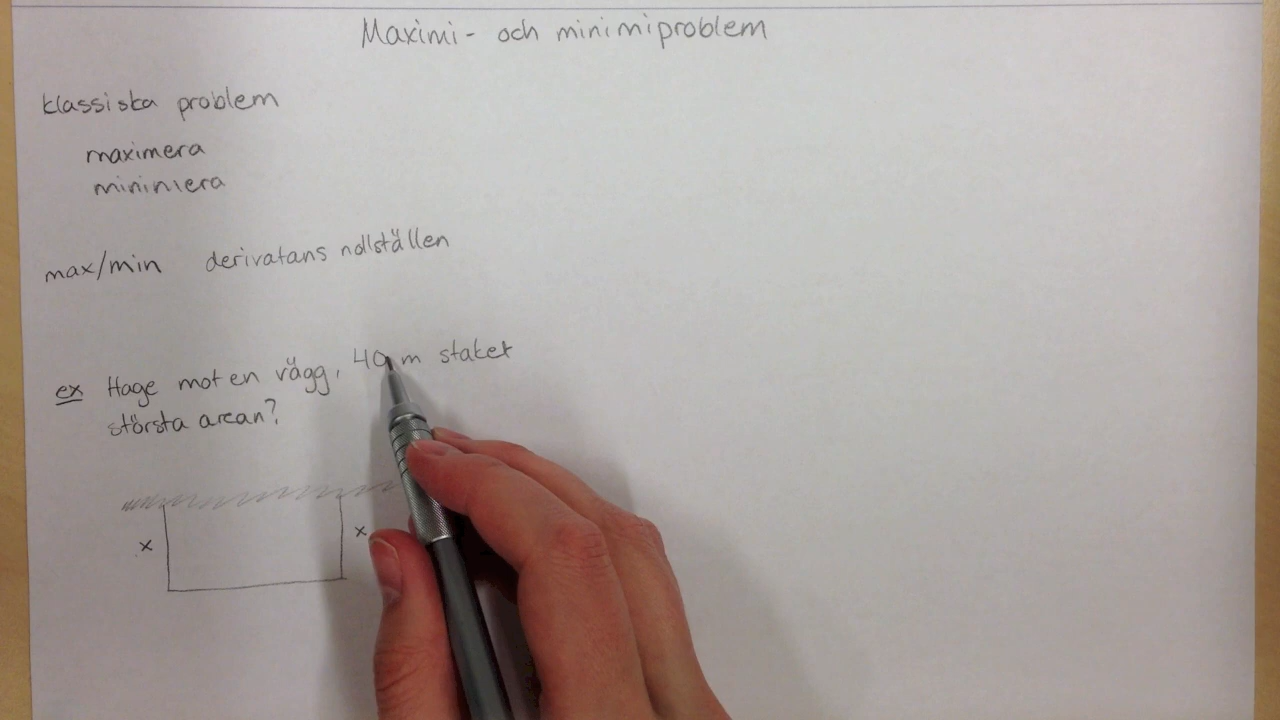 Maximi- och minimiproblem
klassiska problem
maximera
minimera
max/min derivatans nollställen
ex Hage mot en vägg, 40 m staket
största arean?
x x